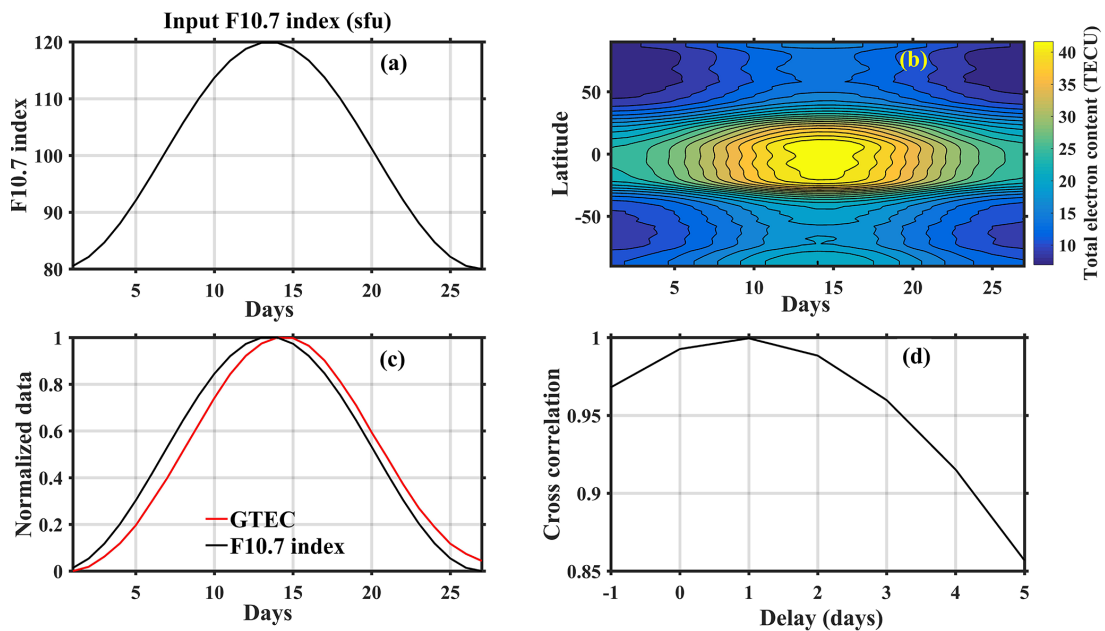 Input F10.7 index (sfu)
120
110
100
90
80
F10.7 index
(a)
5 10 15 20 25
Days
(b)
50
0
-50
Latitude
5 10 15 20 25
Days
40
35
30
25
20
15
10
Total electron content (TECU)
1
0.8
0.6
0.4
0.2
0
Normalized data
(c)
GTEC
F10.7 index
5 10 15 20 25
Days
1
0.95
0.9
0.85
Cross correlation
(d)
-1 0 1 2 3 4 5
Delay (days)